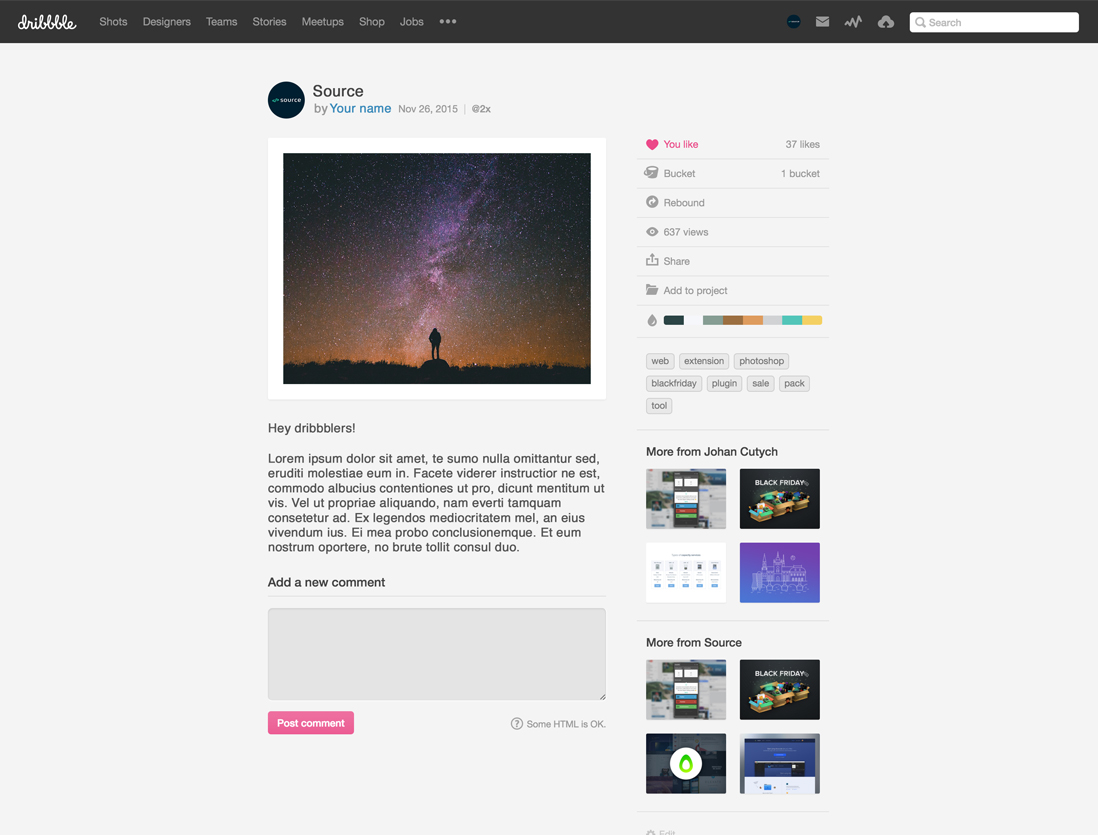 dribbble
Shots Designers Teams Stories Meetups Shop Jobs
Search
source
Source
by Your name Nov 26, 2015 | @2x
You like 37 likes
Bucket 1 bucket
Rebound
637 views
Share
Add to project
web extension photoshop
blackfriday plugin sale pack
tool
Hey dribbblers!
Lorem ipsum dolor sit amet, te sumo nulla omittantur sed,
eruditi molestiae eum in. Facete viderer instructior ne est,
commodo albucius contentiones ut pro, dicunt mentitum ut
vis. Vel ut propriae aliquando, nam everti tamquam
consetetur ad. Ex legendos mediocritatem mel, an eius
vivendum ius. Ei mea probo conclusionemque. Et eum
nostrum oportere, no brute tollit consul duo.
Add a new comment
Post comment
? Some HTML is OK.
More from Johan Cutych
BLACK FRIDAY
More from Source
BLACK FRIDAY
Edit